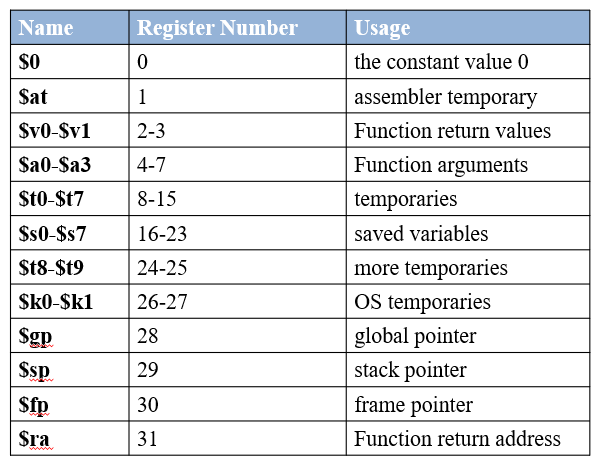 Name Register Number Usage
$0 0 the constant value 0
$at 1 assembler temporary
$v0-$v1 2-3 Function return values
$a0-$a3 4-7 Function arguments
$t0-$t7 8-15 temporaries
$s0-$s7 16-23 saved variables
$t8-$t9 24-25 more temporaries
$k0-$k1 26-27 OS temporaries
$gp 28 global pointer
$sp 29 stack pointer
$fp 30 frame pointer
$ra 31 Function return address